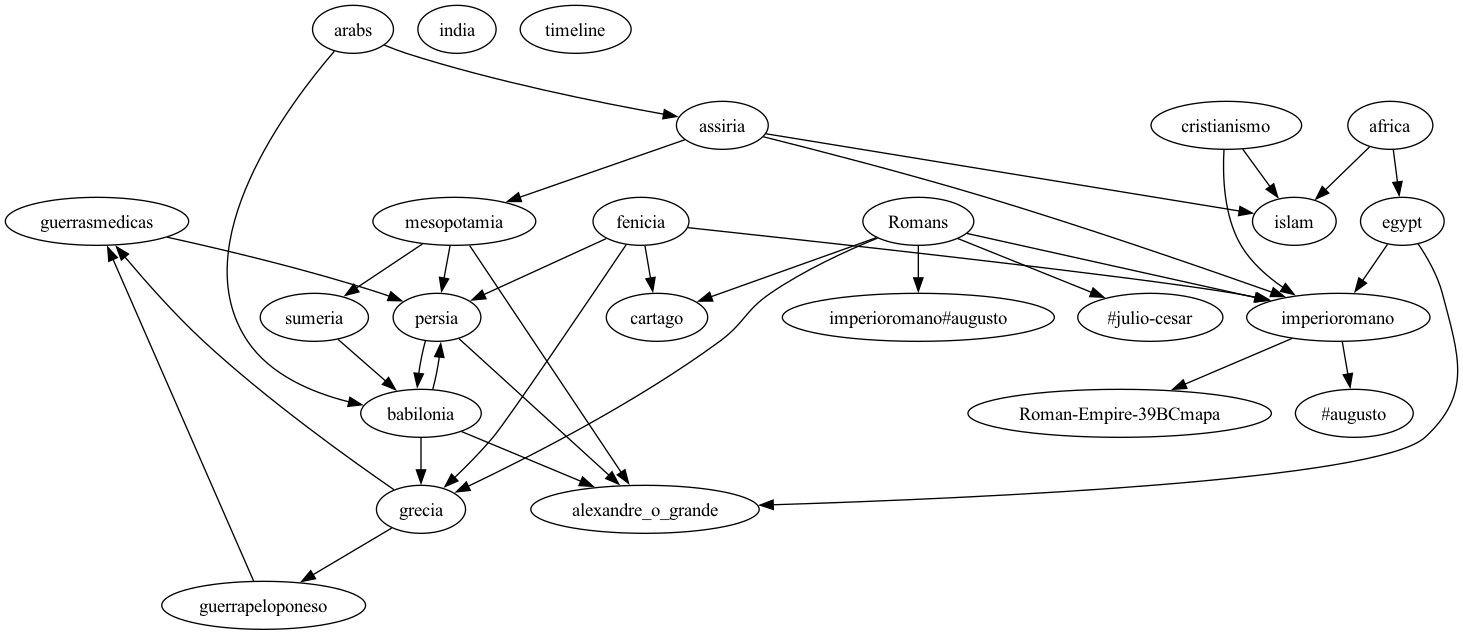 arabs
india
timeline
assiria
cristianismo
africa
guerrasmedicas
mesopotamia
fenicia
Romans
islam
egypt
sumeria
persia
cartago
imperioromano#augusto
#julio-cesar
imperioromano
babilonia
Roman-Empire-39BCmapa
#augusto
grecia
alexandre_o_grande
guerrapeloponeso